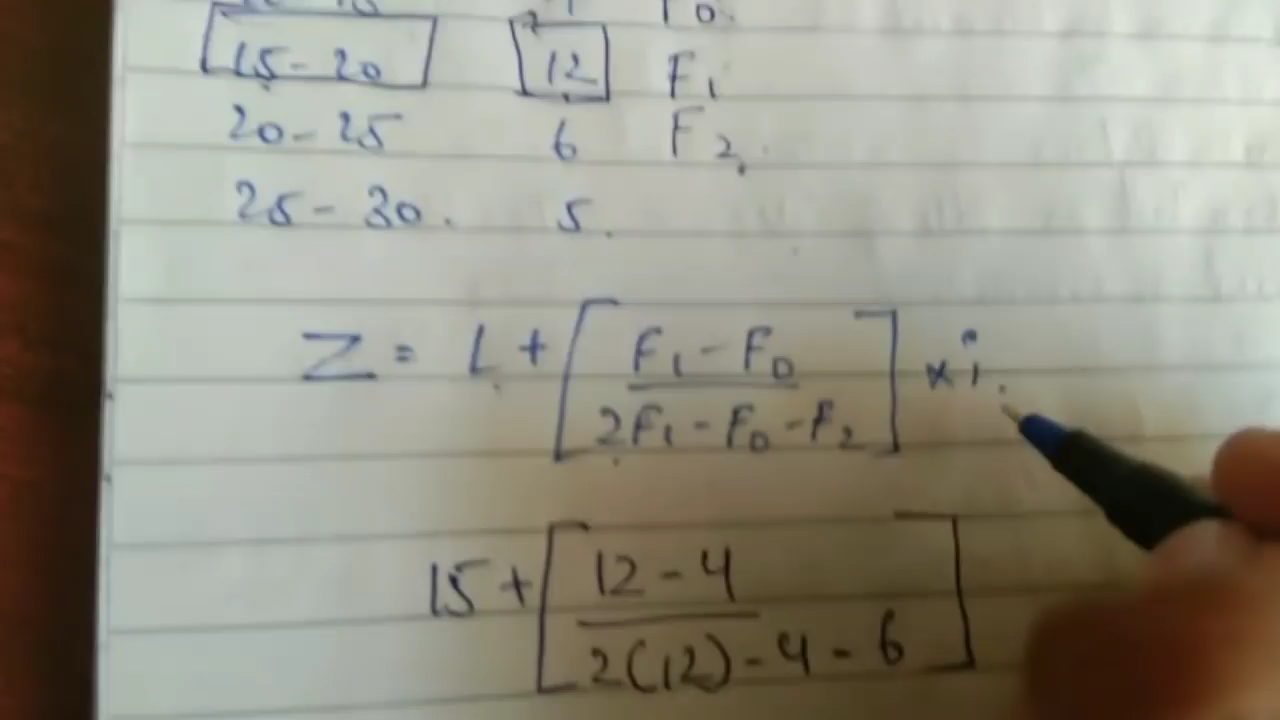 F0.
15-20 12 F1
20-25 6 F2.
25-30. 5.
Z = L + [ F1 - F0 / 2F1 - F0 - F2 ] × i.
15 + [ 12 - 4 / 2(12) - 4 - 6 ]